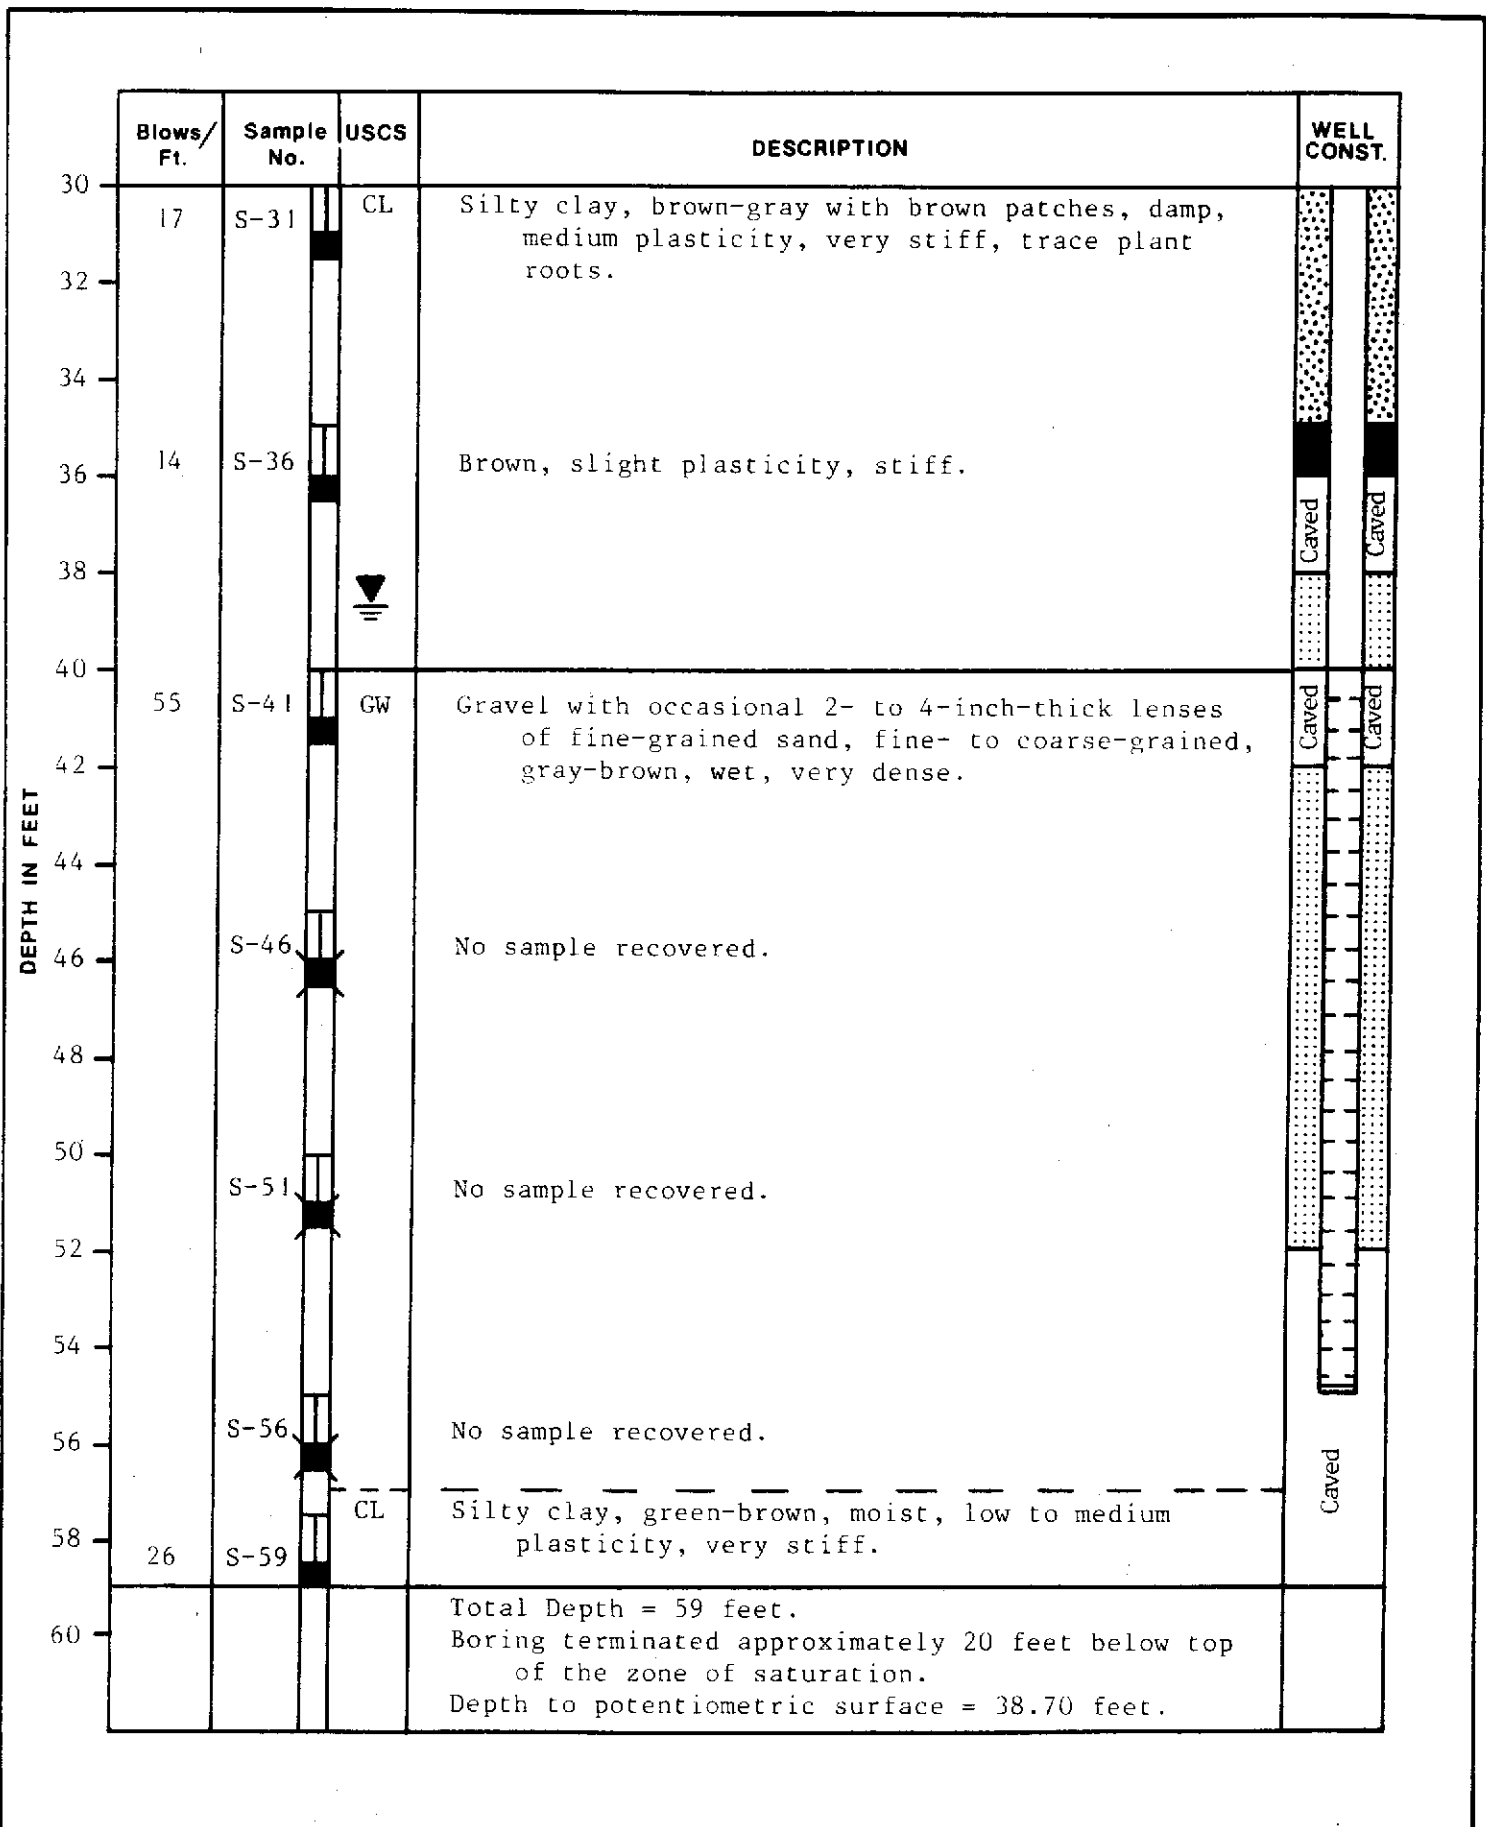 Blows/ Ft.
Sample No.
USCS
DESCRIPTION
WELL CONST.
DEPTH IN FEET
30
17 S-31 CL Silty clay, brown-gray with brown patches, damp,
medium plasticity, very stiff, trace plant
roots.
32
34
14 S-36 Brown, slight plasticity, stiff.
36
Caved Caved
38
40
55 S-41 GW Gravel with occasional 2- to 4-inch-thick lenses
of fine-grained sand, fine- to coarse-grained,
gray-brown, wet, very dense.
Caved Caved
42
44
S-46 No sample recovered.
46
48
50
S-51 No sample recovered.
52
54
S-56 No sample recovered.
56
Caved
CL Silty clay, green-brown, moist, low to medium
plasticity, very stiff.
58
26 S-59
Total Depth = 59 feet.
60
Boring terminated approximately 20 feet below top
of the zone of saturation.
Depth to potentiometric surface = 38.70 feet.